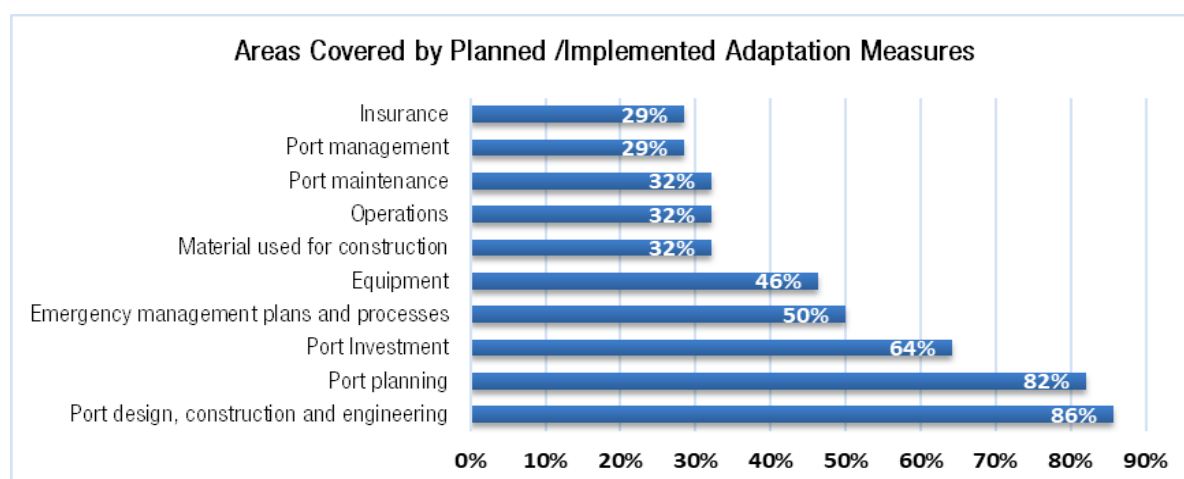 Areas Covered by Planned /Implemented Adaptation Measures
Insurance 29%
Port management 29%
Port maintenance 32%
Operations 32%
Material used for construction 32%
Equipment 46%
Emergency management plans and processes 50%
Port Investment 64%
Port planning 82%
Port design, construction and engineering 86%
0% 10% 20% 30% 40% 50% 60% 70% 80% 90%